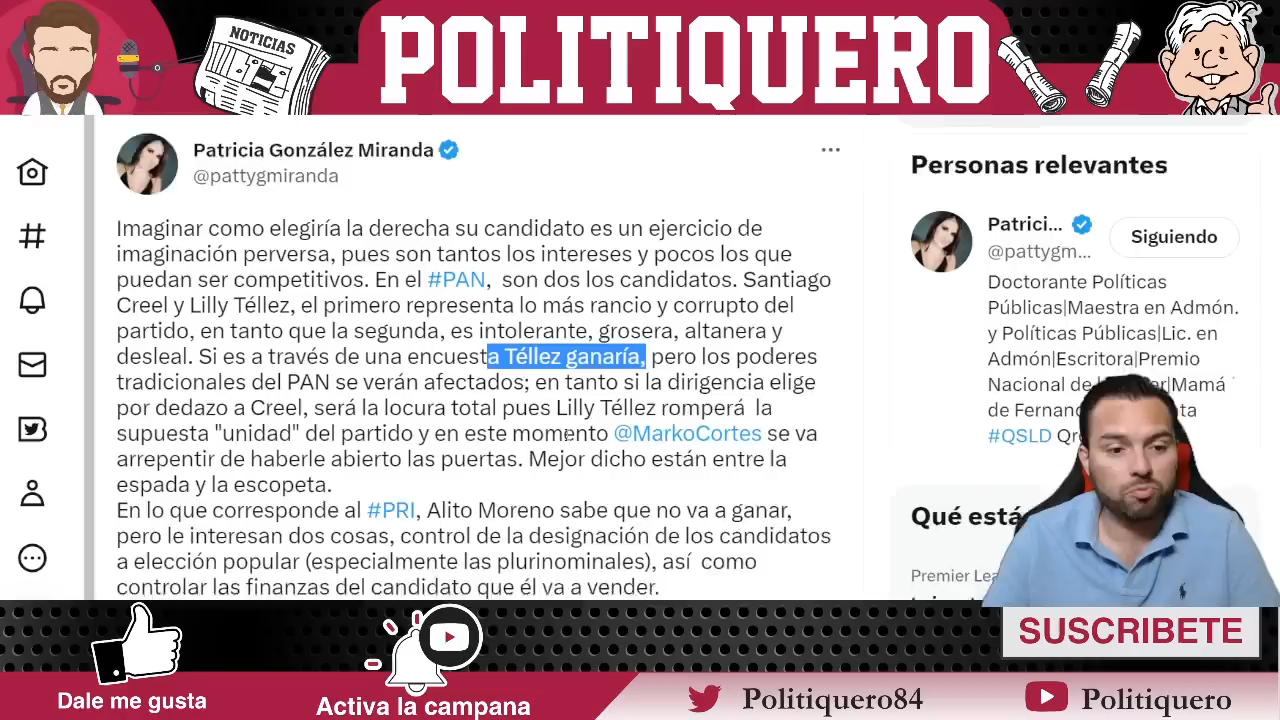 NOTICIAS
POLITIQUERO
Patricia González Miranda
@pattygmiranda
Imaginar como elegiría la derecha su candidato es un ejercicio de
imaginación perversa, pues son tantos los intereses y pocos los que
puedan ser competitivos. En el #PAN, son dos los candidatos. Santiago
Creel y Lilly Téllez, el primero representa lo más rancio y corrupto del
partido, en tanto que la segunda, es intolerante, grosera, altanera y
desleal. Si es a través de una encuesta Téllez ganaría, pero los poderes
tradicionales del PAN se verán afectados; en tanto si la dirigencia elige
por dedazo a Creel, será la locura total pues Lilly Téllez romperá la
supuesta "unidad" del partido y en este momento @MarkoCortes se va
arrepentir de haberle abierto las puertas. Mejor dicho están entre la
espada y la escopeta.
En lo que corresponde al #PRI, Alito Moreno sabe que no va a ganar,
pero le interesan dos cosas, control de la designación de los candidatos
a elección popular (especialmente las plurinominales), así como
controlar las finanzas del candidato que él va a vender.
Personas relevantes
Patrici...
@pattygm...
Siguiendo
Doctorante Políticas
Públicas|Maestra en Admón.
y Políticas Públicas|Lic. en
Admón|Escritora|Premio
Nacional de
Mamá
de Fernan
#QSLD
Qué está
Premier Lea
SUSCRIBETE
Dale me gusta
Activa la campana
Politiquero84
Politiquero